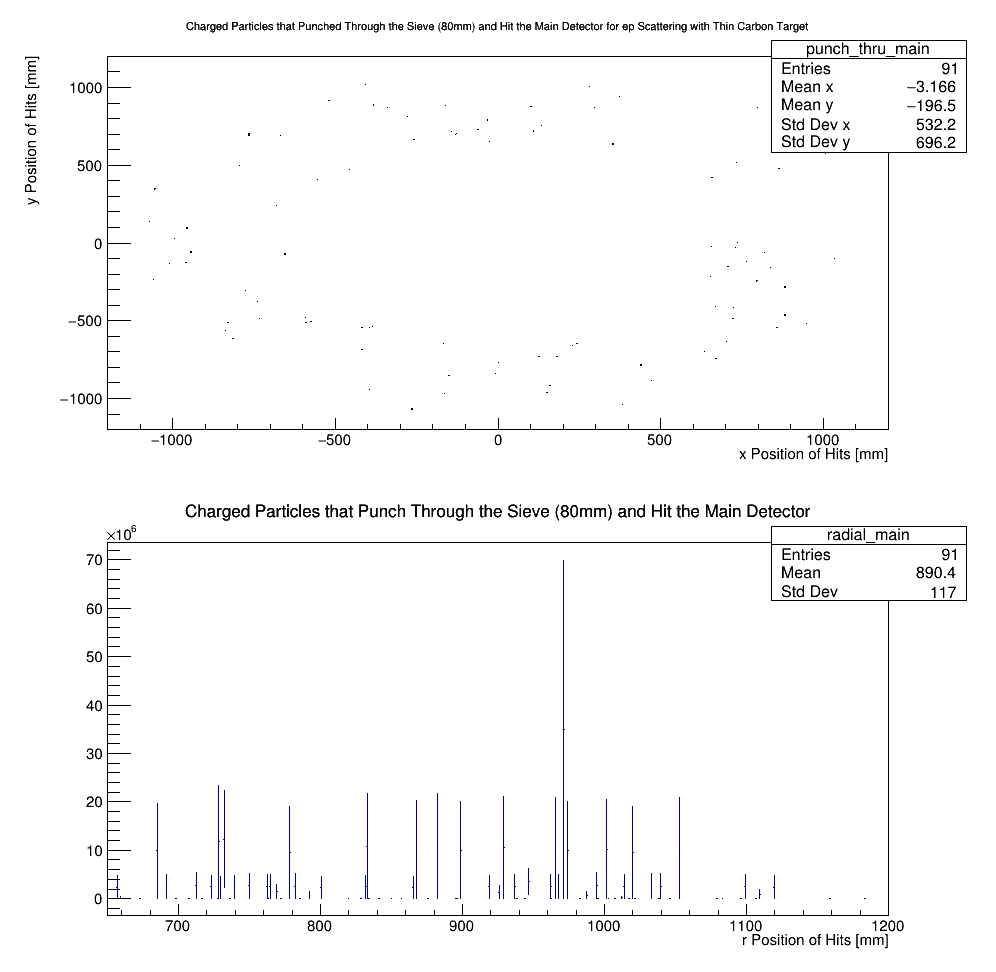 Charged Particles that Punched Through the Sieve (80mm) and Hit the Main Detector for ep Scattering with Thin Carbon Target
punch_thru_main
Entries 91
Mean x −3.166
Mean y −196.5
Std Dev x 532.2
Std Dev y 696.2
y Position of Hits [mm]
1000
500
0
−500
−1000
−1000 −500 0 500 1000
x Position of Hits [mm]
Charged Particles that Punch Through the Sieve (80mm) and Hit the Main Detector
×10⁶
radial_main
Entries 91
Mean 890.4
Std Dev 117
70
60
50
40
30
20
10
0
700 800 900 1000 1100 1200
r Position of Hits [mm]